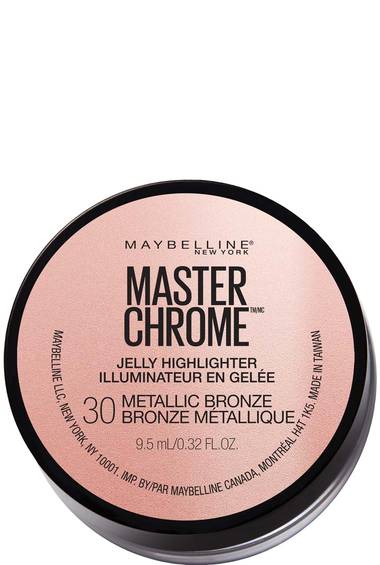 MAYBELLINE®
NEW YORK
MASTER
CHROME™/MC
JELLY HIGHLIGHTER
ILLUMINATEUR EN GELÉE
30 METALLIC BRONZE
BRONZE MÉTALLIQUE
9.5 mL/0.32 FL.OZ.
MAYBELLINE LLC, NEW YORK, NY, 10001. IMP. BY/PAR MAYBELLINE CANADA, MONTRÉAL H4T 1K5. MADE IN TAIWAN